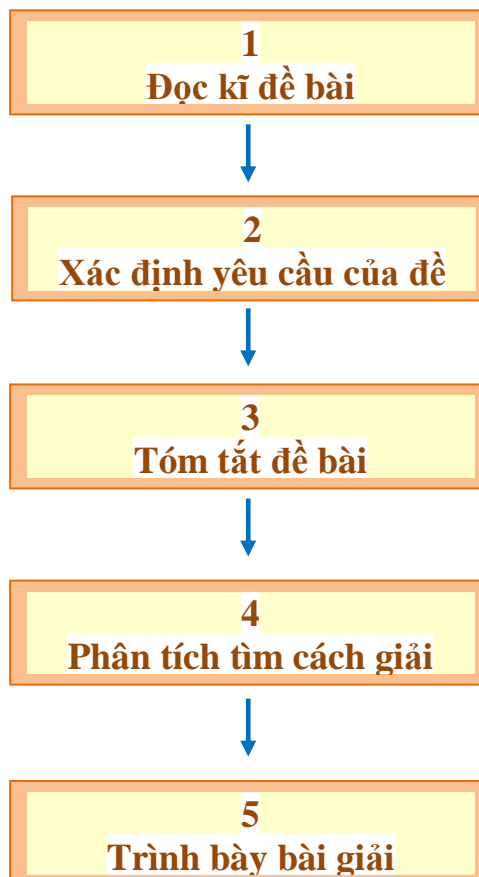 1
Đọc kĩ đề bài
2
Xác định yêu cầu của đề
3
Tóm tắt đề bài
4
Phân tích tìm cách giải
5
Trình bày bài giải